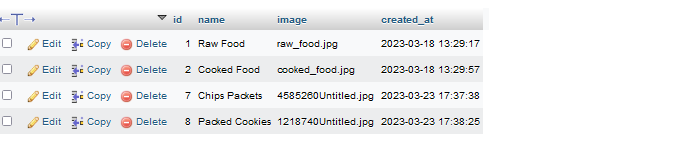 id name image created_at
Edit Copy Delete 1 Raw Food raw_food.jpg 2023-03-18 13:29:17
Edit Copy Delete 2 Cooked Food cooked_food.jpg 2023-03-18 13:29:57
Edit Copy Delete 7 Chips Packets 4585260Untitled.jpg 2023-03-23 17:37:38
Edit Copy Delete 8 Packed Cookies 1218740Untitled.jpg 2023-03-23 17:38:25